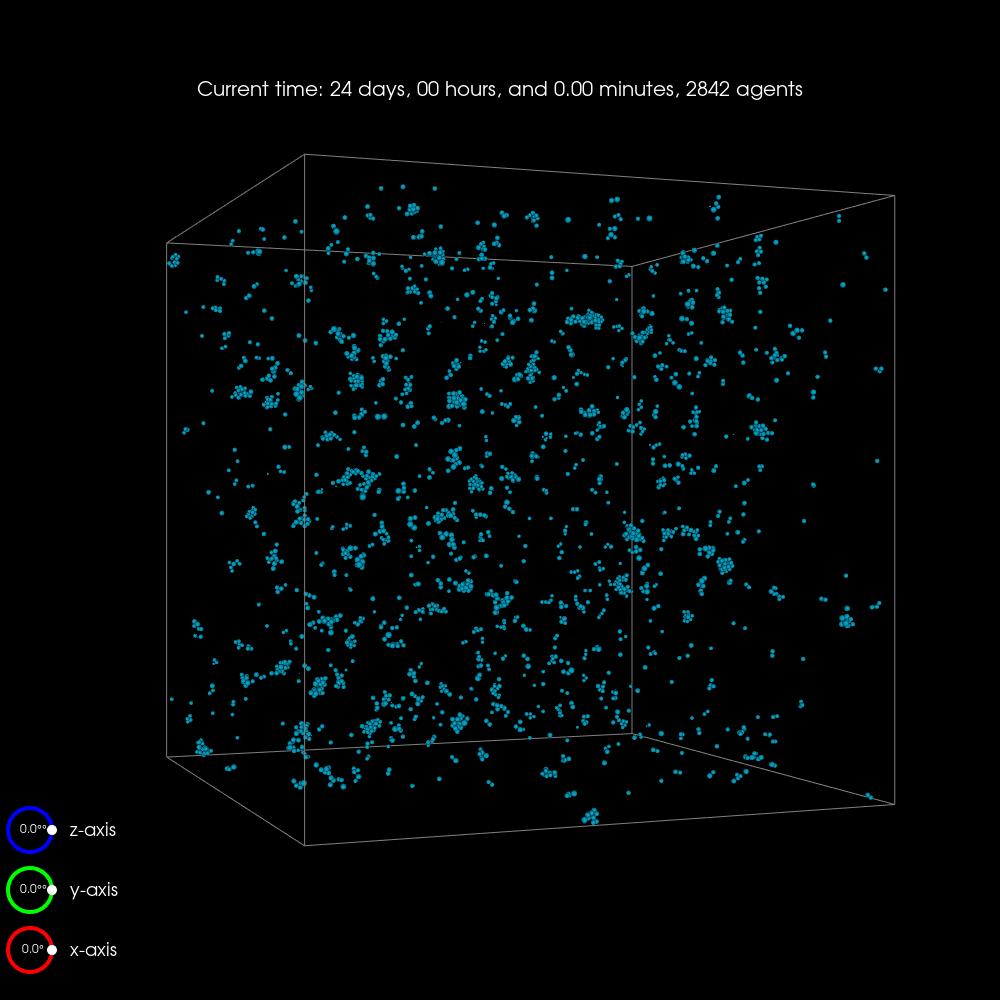 Current time: 24 days, 00 hours, and 0.00 minutes, 2842 agents
0.0°° z-axis
0.0°° y-axis
0.0° x-axis